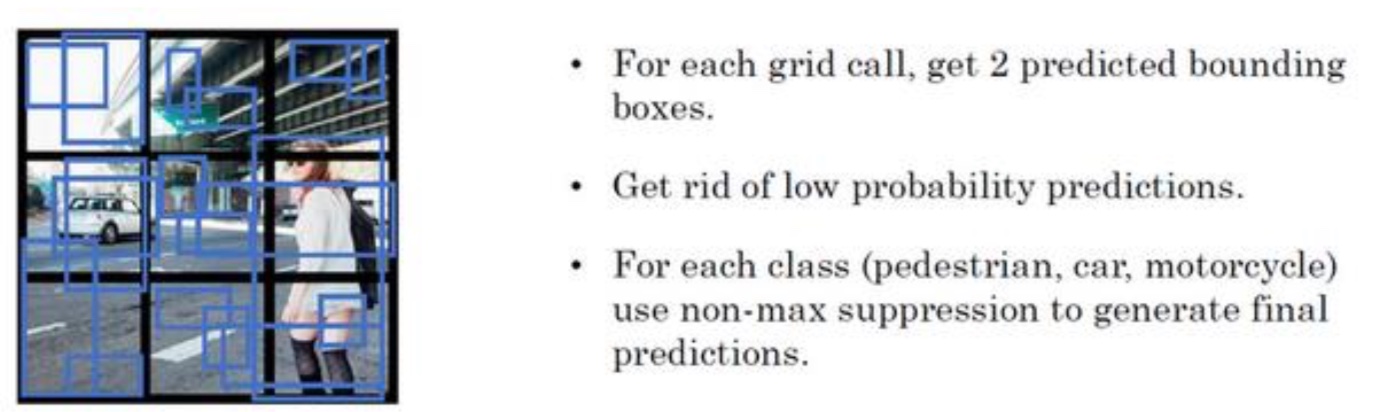 • For each grid call, get 2 predicted bounding
boxes.
• Get rid of low probability predictions.
• For each class (pedestrian, car, motorcycle)
use non-max suppression to generate final
predictions.